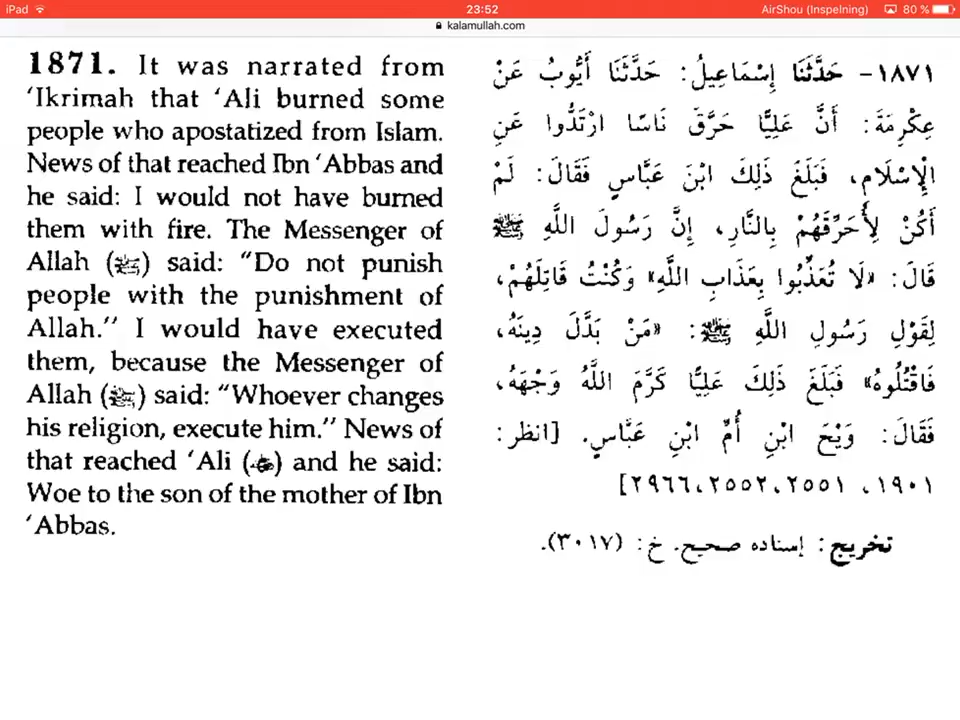 iPad
23:52
AirShou (Inspelning)
80 %
kalamullah.com
1871. It was narrated from
‘Ikrimah that ‘Ali burned some
people who apostatized from Islam.
News of that reached Ibn ‘Abbas and
he said: I would not have burned
them with fire. The Messenger of
Allah (ﷺ) said: “Do not punish
people with the punishment of
Allah.” I would have executed
them, because the Messenger of
Allah (ﷺ) said: “Whoever changes
his religion, execute him.” News of
that reached ‘Ali () and he said:
Woe to the son of the mother of Ibn
‘Abbas.
١٨٧١- حَدَّثَنَا إِسْمَاعِيلُ: حَدَّثَنَا أَيُّوبُ عَنْ
عِكْرِمَةَ: أَنَّ عَلِيًّا حَرَّقَ نَاسًا ارْتَدُّوا عَنِ
الْإِسْلَامِ، فَبَلَغَ ذَلِكَ ابْنَ عَبَّاسٍ فَقَالَ: لَمْ
أَكُنْ لِأُحَرِّقَهُمْ بِالنَّارِ، إِنَّ رَسُولَ اللَّهِ ﷺ
قَالَ: «لَا تُعَذِّبُوا بِعَذَابِ اللَّهِ» وَكُنْتُ قَاتِلَهُمْ،
لِقَوْلِ رَسُولِ اللَّهِ ﷺ: «مَنْ بَدَّلَ دِينَهُ،
فَاقْتُلُوهُ» فَبَلَغَ ذَلِكَ عَلِيًّا كَرَّمَ اللَّهُ وَجْهَهُ،
فَقَالَ: وَيْحَ ابْنِ أُمِّ ابْنِ عَبَّاسٍ. [انظر:
١٩٠١، ٢٥٥١، ٢٥٥٢، ٢٩٦٦]
تخريج: إسناده صحيح. خ: (٣٠١٧).